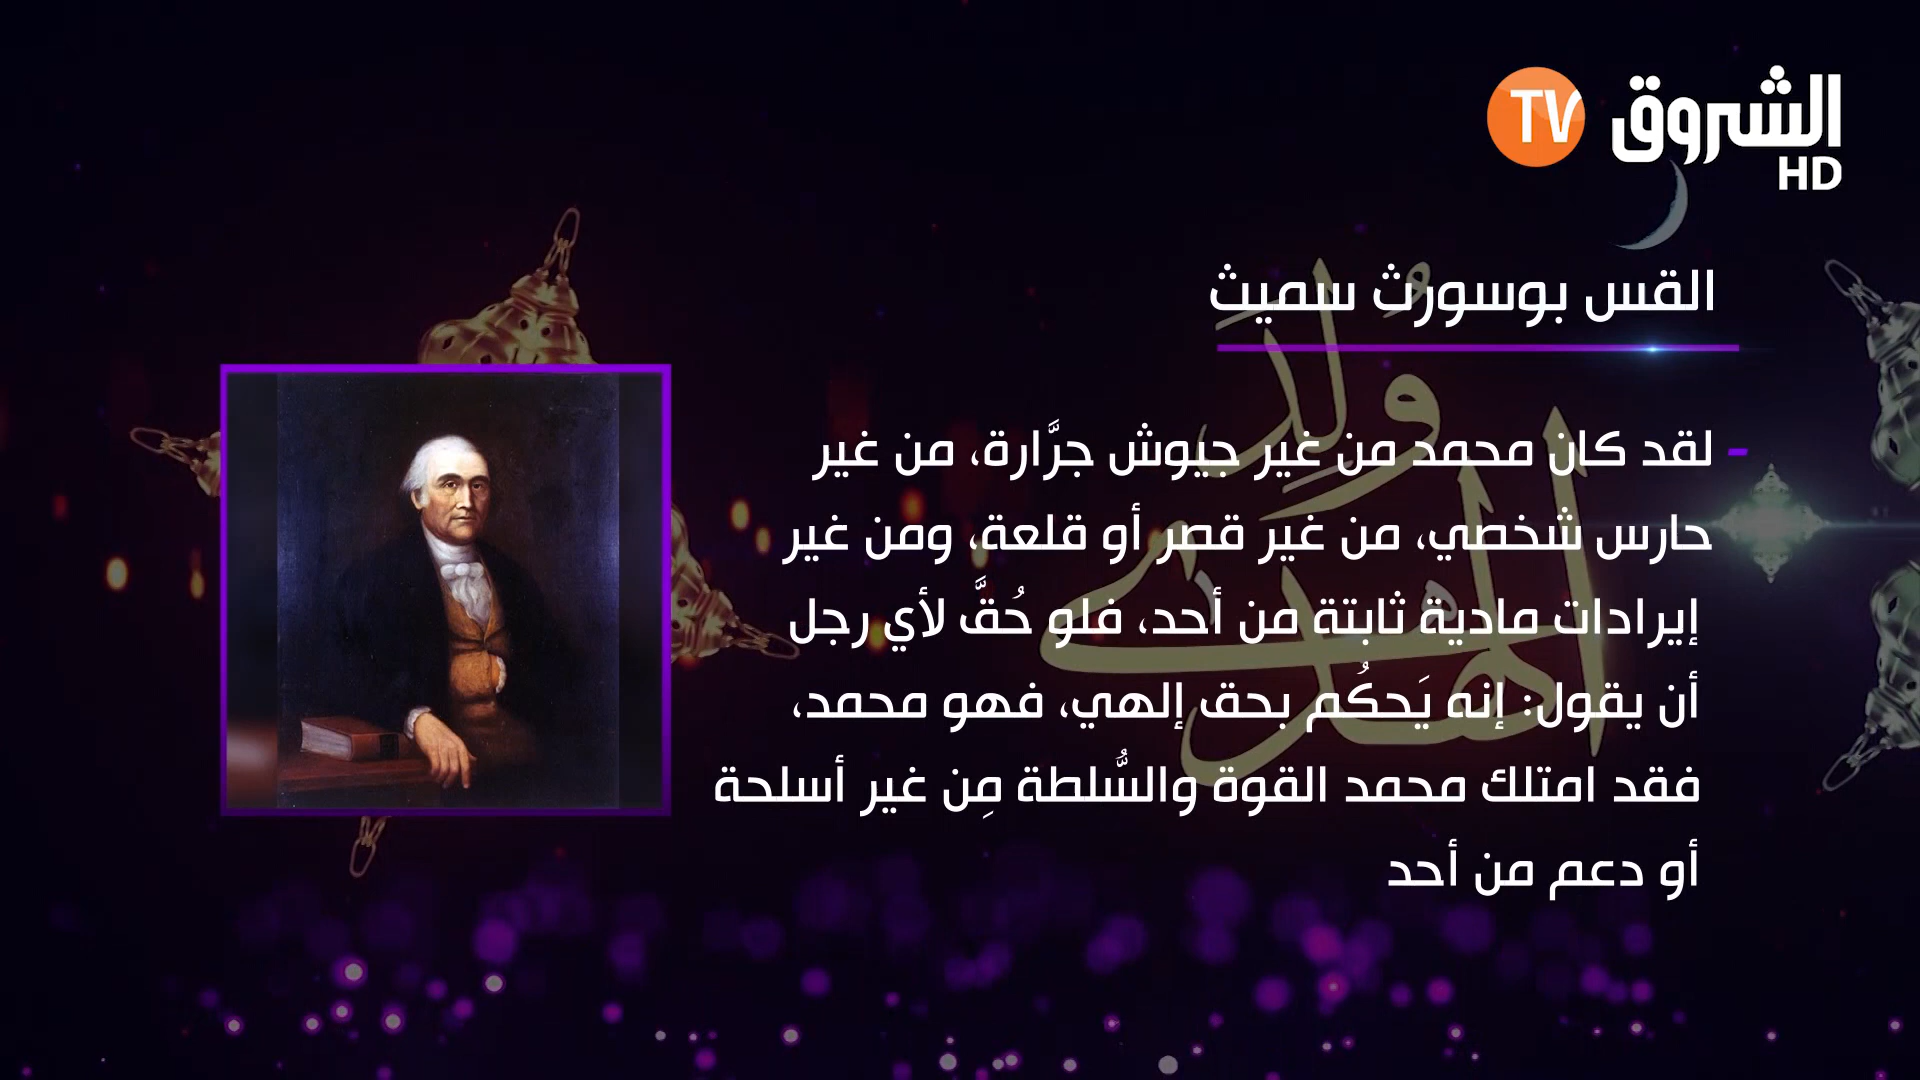 الشروق TV
HD
القس بوسورث سميث
- لقد كان محمد من غير جيوش جرَّارة، من غير
حارس شخصي، من غير قصر أو قلعة، ومن غير
إيرادات مادية ثابتة من أحد، فلو حُقَّ لأي رجل
أن يقول: إنه يَحكُم بحق إلهي، فهو محمد،
فقد امتلك محمد القوة والسُّلطة مِن غير أسلحة
أو دعم من أحد
وُلِدَ
الهدى